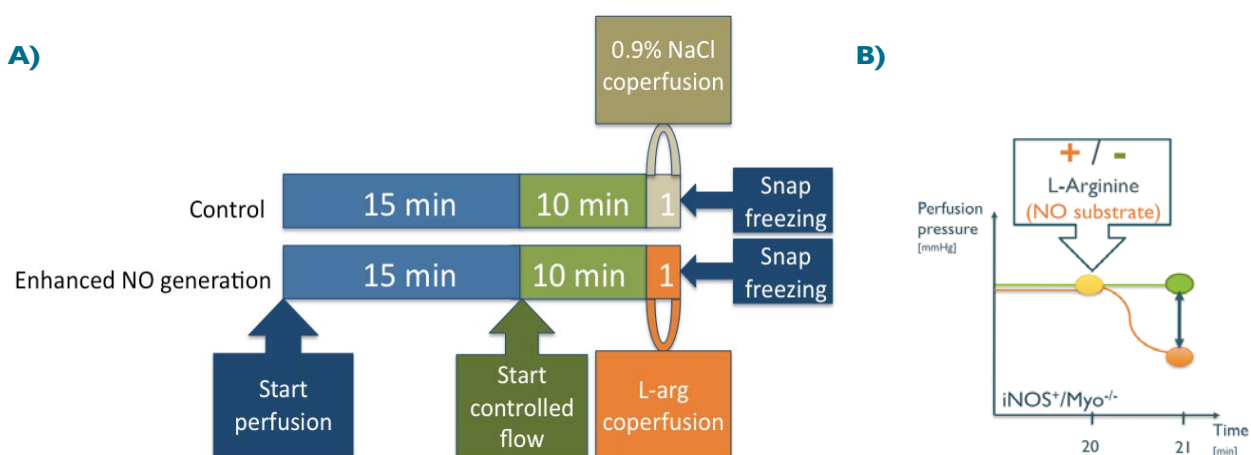 A)
0.9% NaCl
coperfusion
Control
15 min
10 min
1
Snap
freezing
Enhanced NO generation
15 min
10 min
1
Snap
freezing
Start
perfusion
Start
controlled
flow
L-arg
coperfusion
B)
+ / -
L-Arginine
(NO substrate)
Perfusion
pressure
[mmHg]
iNOS⁺/Myo⁻/⁻
20
21
Time
[min]